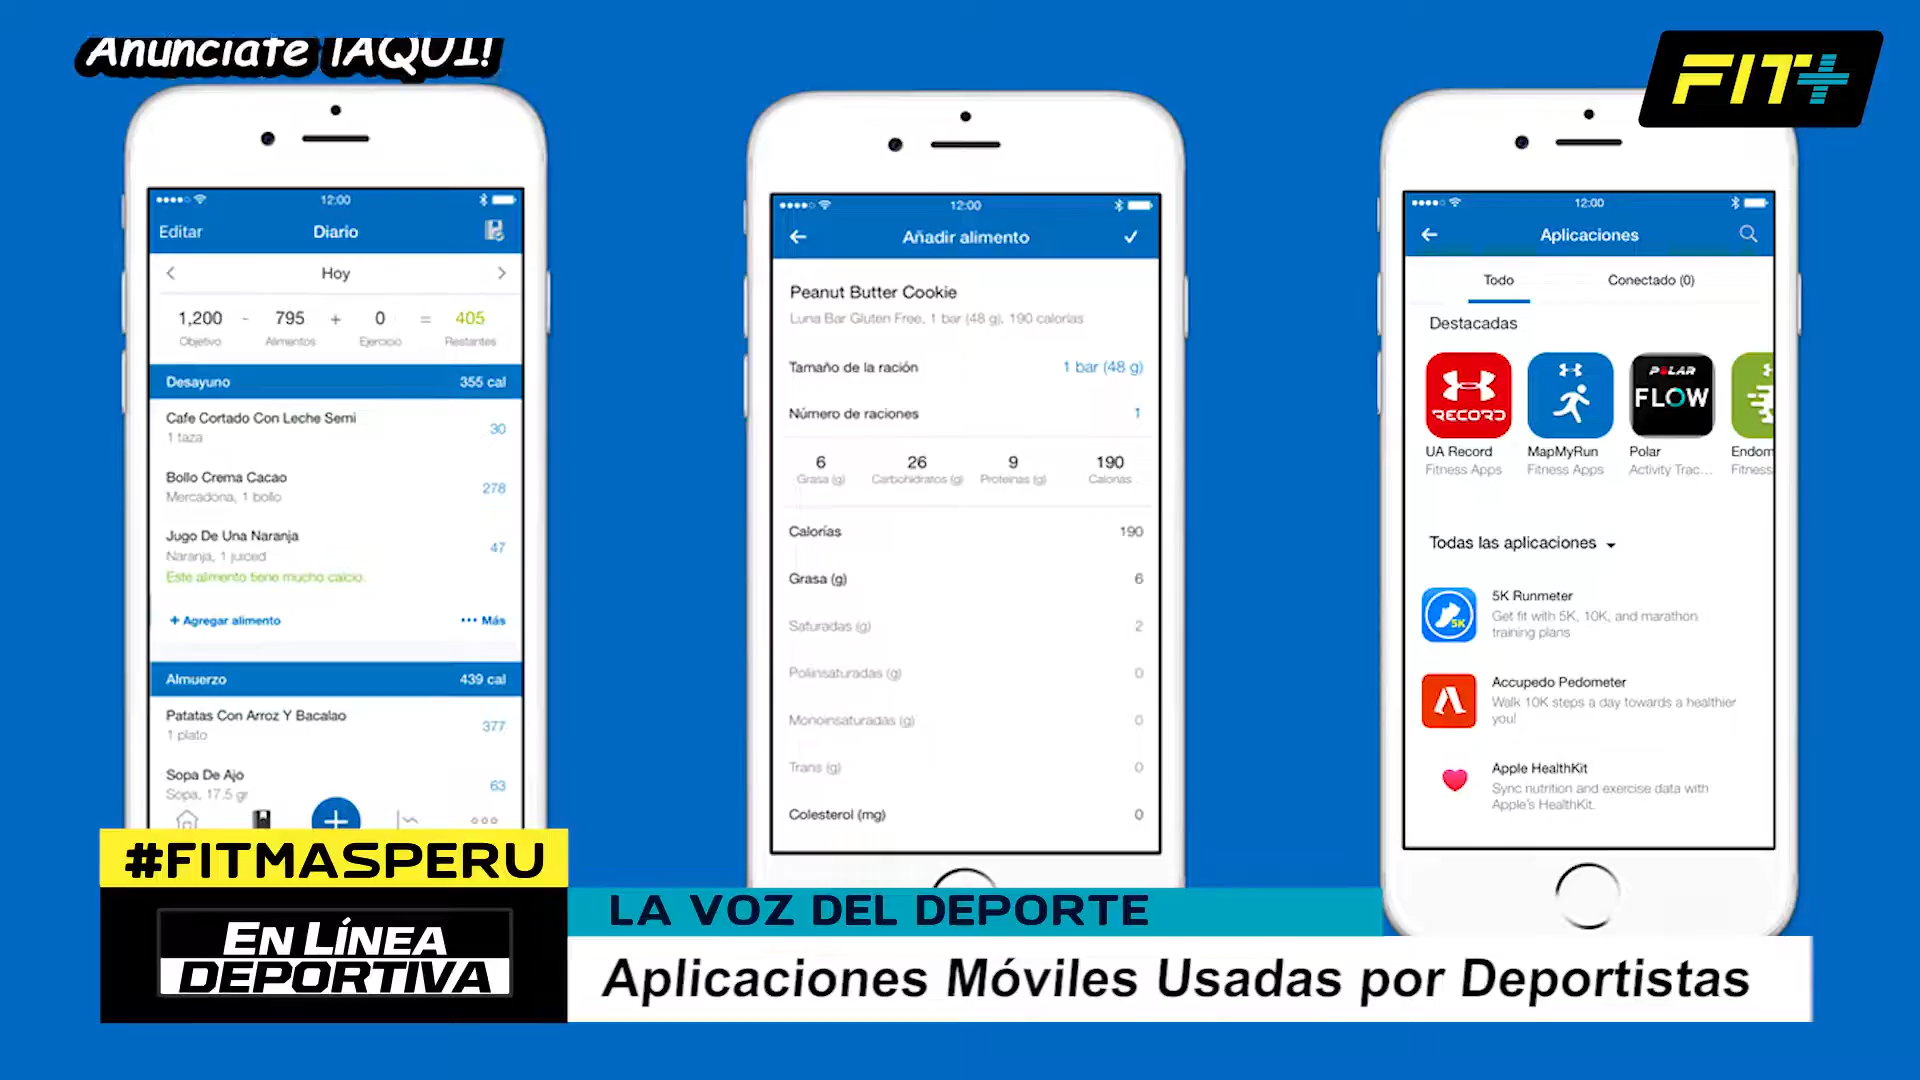 Anúnciate ¡AQUÍ!
FIT+
12:00
Editar
Diario
Hoy
1,200 - 795 + 0 = 405
Objetivo Alimentos Ejercicio Restantes
Desayuno 355 cal
Cafe Cortado Con Leche Semi
1 taza
30
Bollo Crema Cacao
Mercadona, 1 bollo
278
Jugo De Una Naranja
Naranja, 1 juiced
47
Este alimento tiene mucho calcio.
+ Agregar alimento
••• Más
Almuerzo 439 cal
Patatas Con Arroz Y Bacalao
1 plato
377
Sopa De Ajo
Sopa, 17.5 gr
63
12:00
Añadir alimento
Peanut Butter Cookie
Luna Bar Gluten Free, 1 bar (48 g), 190 calorías
Tamaño de la ración 1 bar (48 g)
Número de raciones 1
6 26 9 190
Grasa (g) Carbohidratos (g) Proteínas (g) Calorías
Calorías 190
Grasa (g) 6
Saturadas (g) 2
Poliinsaturadas (g) 0
Monoinsaturadas (g) 0
Trans (g) 0
Colesterol (mg) 0
12:00
Aplicaciones
Todo Conectado (0)
Destacadas
RECORD
POLAR
FLOW
UA Record MapMyRun Polar Endom
Fitness Apps Fitness Apps Activity Trac... Fitness
Todas las aplicaciones
5K
5K Runmeter
Get fit with 5K, 10K, and marathon
training plans
Accupedo Pedometer
Walk 10K steps a day towards a healthier
you!
Apple HealthKit
Sync nutrition and exercise data with
Apple's HealthKit.
#FITMASPERU
EN LÍNEA
DEPORTIVA
LA VOZ DEL DEPORTE
Aplicaciones Móviles Usadas por Deportistas